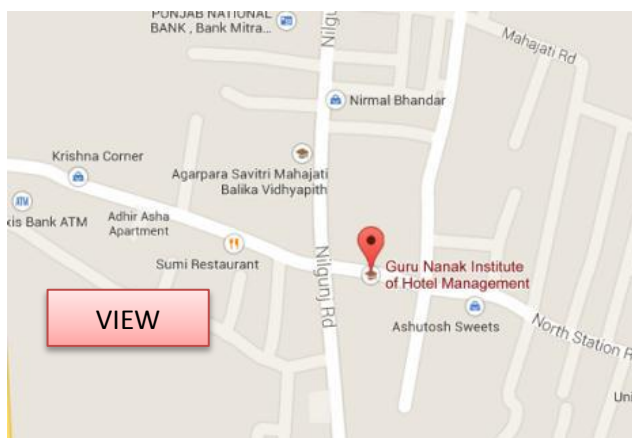 PUNJAB NATIONAL
BANK , Bank Mitra...
Nilgu
Mahajati Rd
Nirmal Bhandar
Krishna Corner
Agarpara Savitri Mahajati
Balika Vidhyapith
ATM
xis Bank ATM
Adhir Asha
Apartment
Sumi Restaurant
Nilgunj Rd
Guru Nanak Institute
of Hotel Management
VIEW
Ashutosh Sweets
North Station R
Uni